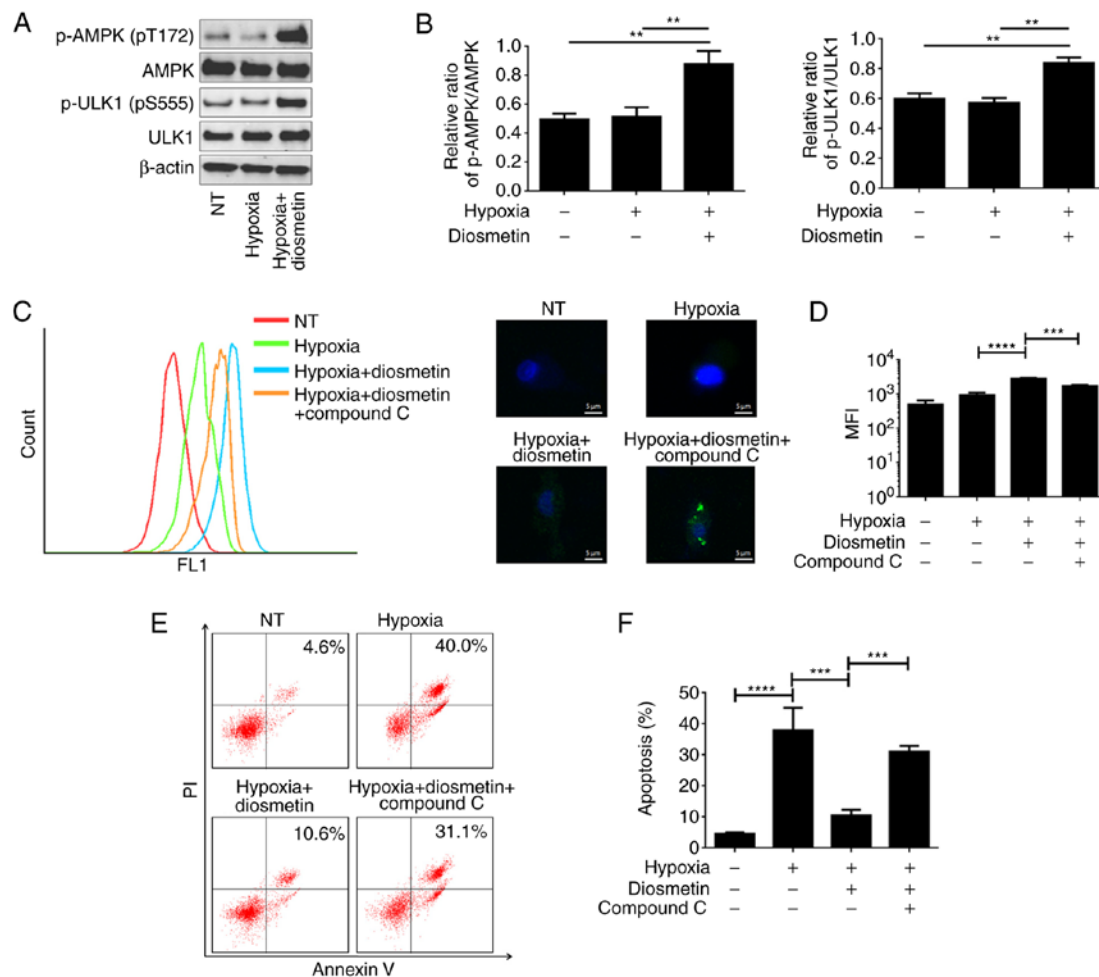 A
p-AMPK (pT172)
AMPK
p-ULK1 (pS555)
ULK1
β-actin
NT
Hypoxia
Hypoxia+
diosmetin
B
Relative ratio
of p-AMPK/AMPK
1.0
0.8
0.6
0.4
0.2
0.0
**
**
Hypoxia – + +
Diosmetin – – +
Relative ratio
of p-ULK1/ULK1
1.0
0.8
0.6
0.4
0.2
0.0
**
**
Hypoxia – + +
Diosmetin – – +
C
Count
FL1
NT
Hypoxia
Hypoxia+diosmetin
Hypoxia+diosmetin
+compound C
NT
5 µm
Hypoxia
5 µm
Hypoxia+
diosmetin
5 µm
Hypoxia+diosmetin+
compound C
5 µm
D
MFI
10⁴
10³
10²
10¹
10⁰
****
***
Hypoxia – + + +
Diosmetin – – + +
Compound C – – – +
E
PI
Annexin V
NT
4.6%
Hypoxia
40.0%
Hypoxia+
diosmetin
10.6%
Hypoxia+diosmetin+
compound C
31.1%
F
Apoptosis (%)
50
40
30
20
10
0
****
***
***
Hypoxia – + + +
Diosmetin – – + +
Compound C – – – +